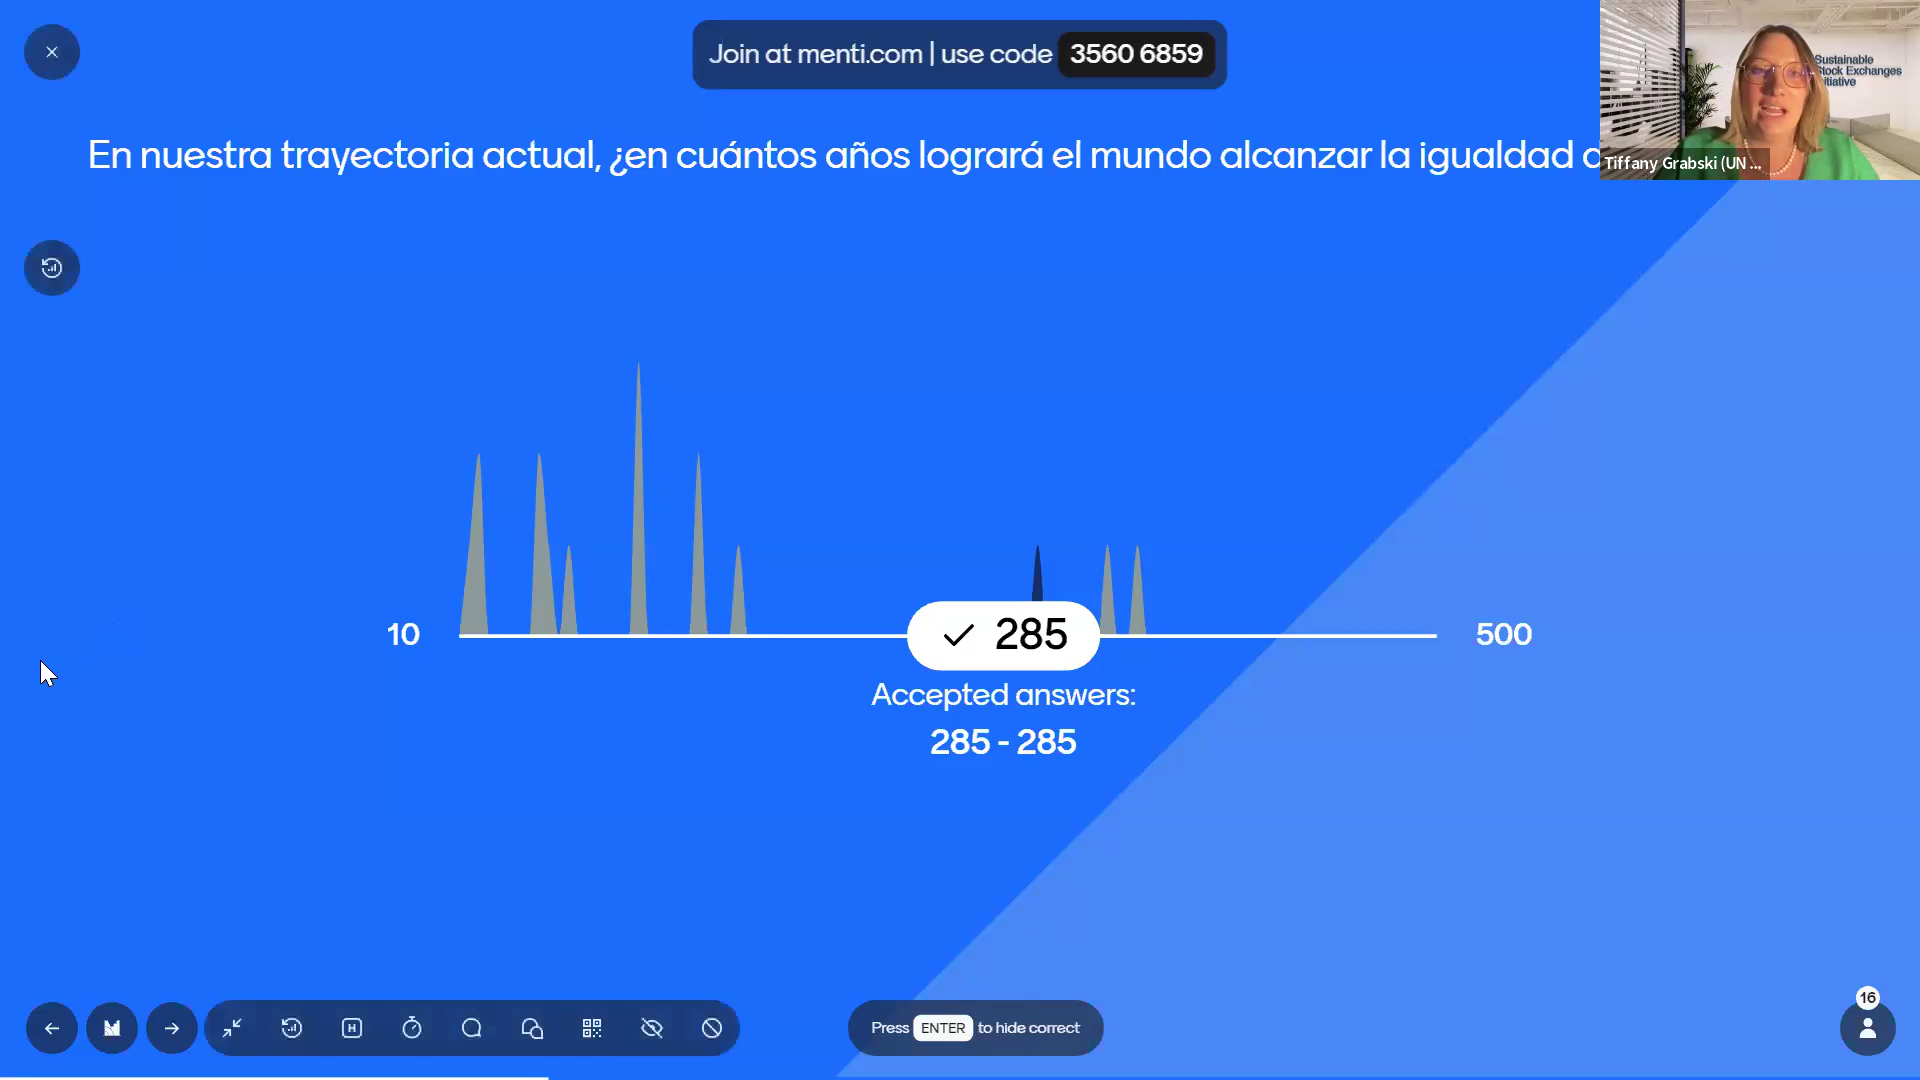 Join at menti.com | use code 3560 6859
Sustainable
Stock Exchanges
Initiative
En nuestra trayectoria actual, ¿en cuántos años logrará el mundo alcanzar la igualdad
Tiffany Grabski (UN ...
10
285
500
Accepted answers:
285 - 285
Press ENTER to hide correct
16